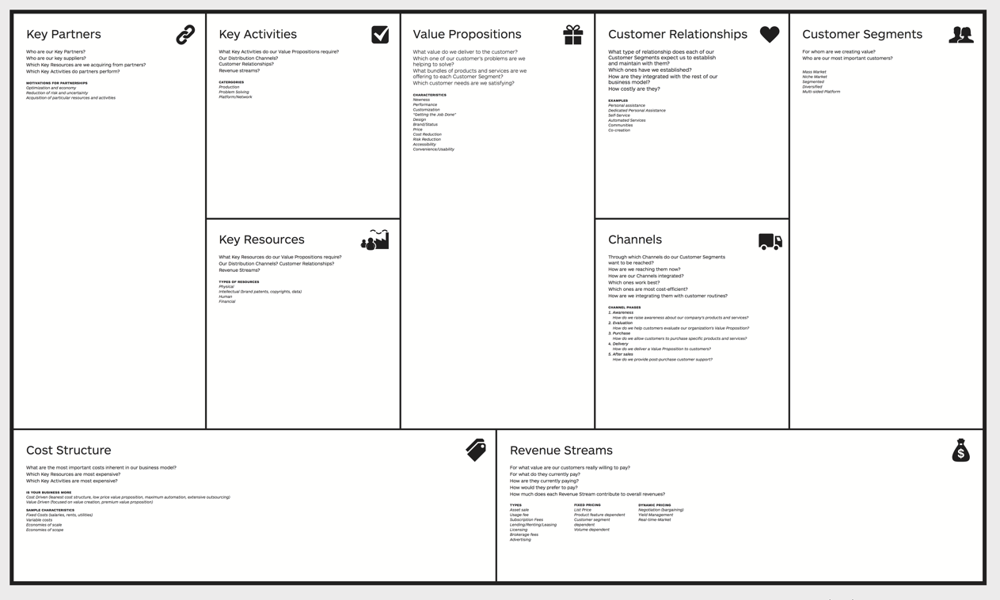 Key Partners
Who are our Key Partners?
Who are our key suppliers?
Which Key Resources are we acquiring from partners?
Which Key Activities do partners perform?
MOTIVATIONS FOR PARTNERSHIPS
Optimization and economy
Reduction of risk and uncertainty
Acquisition of particular resources and activities
Key Activities
What Key Activities do our Value Propositions require?
Our Distribution Channels?
Customer Relationships?
Revenue streams?
CATERGORIES
Production
Problem Solving
Platform/Network
Key Resources
What Key Resources do our Value Propositions require?
Our Distribution Channels? Customer Relationships?
Revenue Streams?
TYPES OF RESOURCES
Physical
Intellectual (brand patents, copyrights, data)
Human
Financial
Value Propositions
What value do we deliver to the customer?
Which one of our customer's problems are we
helping to solve?
What bundles of products and services are we
offering to each Customer Segment?
Which customer needs are we satisfying?
CHARACTERISTICS
Newness
Performance
Customization
"Getting the Job Done"
Design
Brand/Status
Price
Cost Reduction
Risk Reduction
Accessibility
Convenience/Usability
Customer Relationships
What type of relationship does each of our
Customer Segments expect us to establish
and maintain with them?
Which ones have we established?
How are they integrated with the rest of our
business model?
How costly are they?
EXAMPLES
Personal assistance
Dedicated Personal Assistance
Self-Service
Automated Services
Communities
Co-creation
Channels
Through which Channels do our Customer Segments
want to be reached?
How are we reaching them now?
How are our Channels integrated?
Which ones work best?
Which ones are most cost-efficient?
How are we integrating them with customer routines?
CHANNEL PHASES
1. Awareness
How do we raise awareness about our company's products and services?
2. Evaluation
How do we help customers evaluate our organization's Value Proposition?
3. Purchase
How do we allow customers to purchase specific products and services?
4. Delivery
How do we deliver a Value Proposition to customers?
5. After sales
How do we provide post-purchase customer support?
Customer Segments
For whom are we creating value?
Who are our most important customers?
Mass Market
Niche Market
Segmented
Diversified
Multi-sided Platform
Cost Structure
What are the most important costs inherent in our business model?
Which Key Resources are most expensive?
Which Key Activities are most expensive?
IS YOUR BUSINESS MORE
Cost Driven (leanest cost structure, low price value proposition, maximum automation, extensive outsourcing)
Value Driven (focused on value creation, premium value proposition)
SAMPLE CHARACTERISTICS
Fixed Costs (salaries, rents, utilities)
Variable costs
Economies of scale
Economies of scope
Revenue Streams
For what value are our customers really willing to pay?
For what do they currently pay?
How are they currently paying?
How would they prefer to pay?
How much does each Revenue Stream contribute to overall revenues?
TYPES
Asset sale
Usage fee
Subscription Fees
Lending/Renting/Leasing
Licensing
Brokerage fees
Advertising
FIXED PRICING
List Price
Product feature dependent
Customer segment
dependent
Volume dependent
DYNAMIC PRICING
Negotiation (bargaining)
Yield Management
Real-time-Market
$